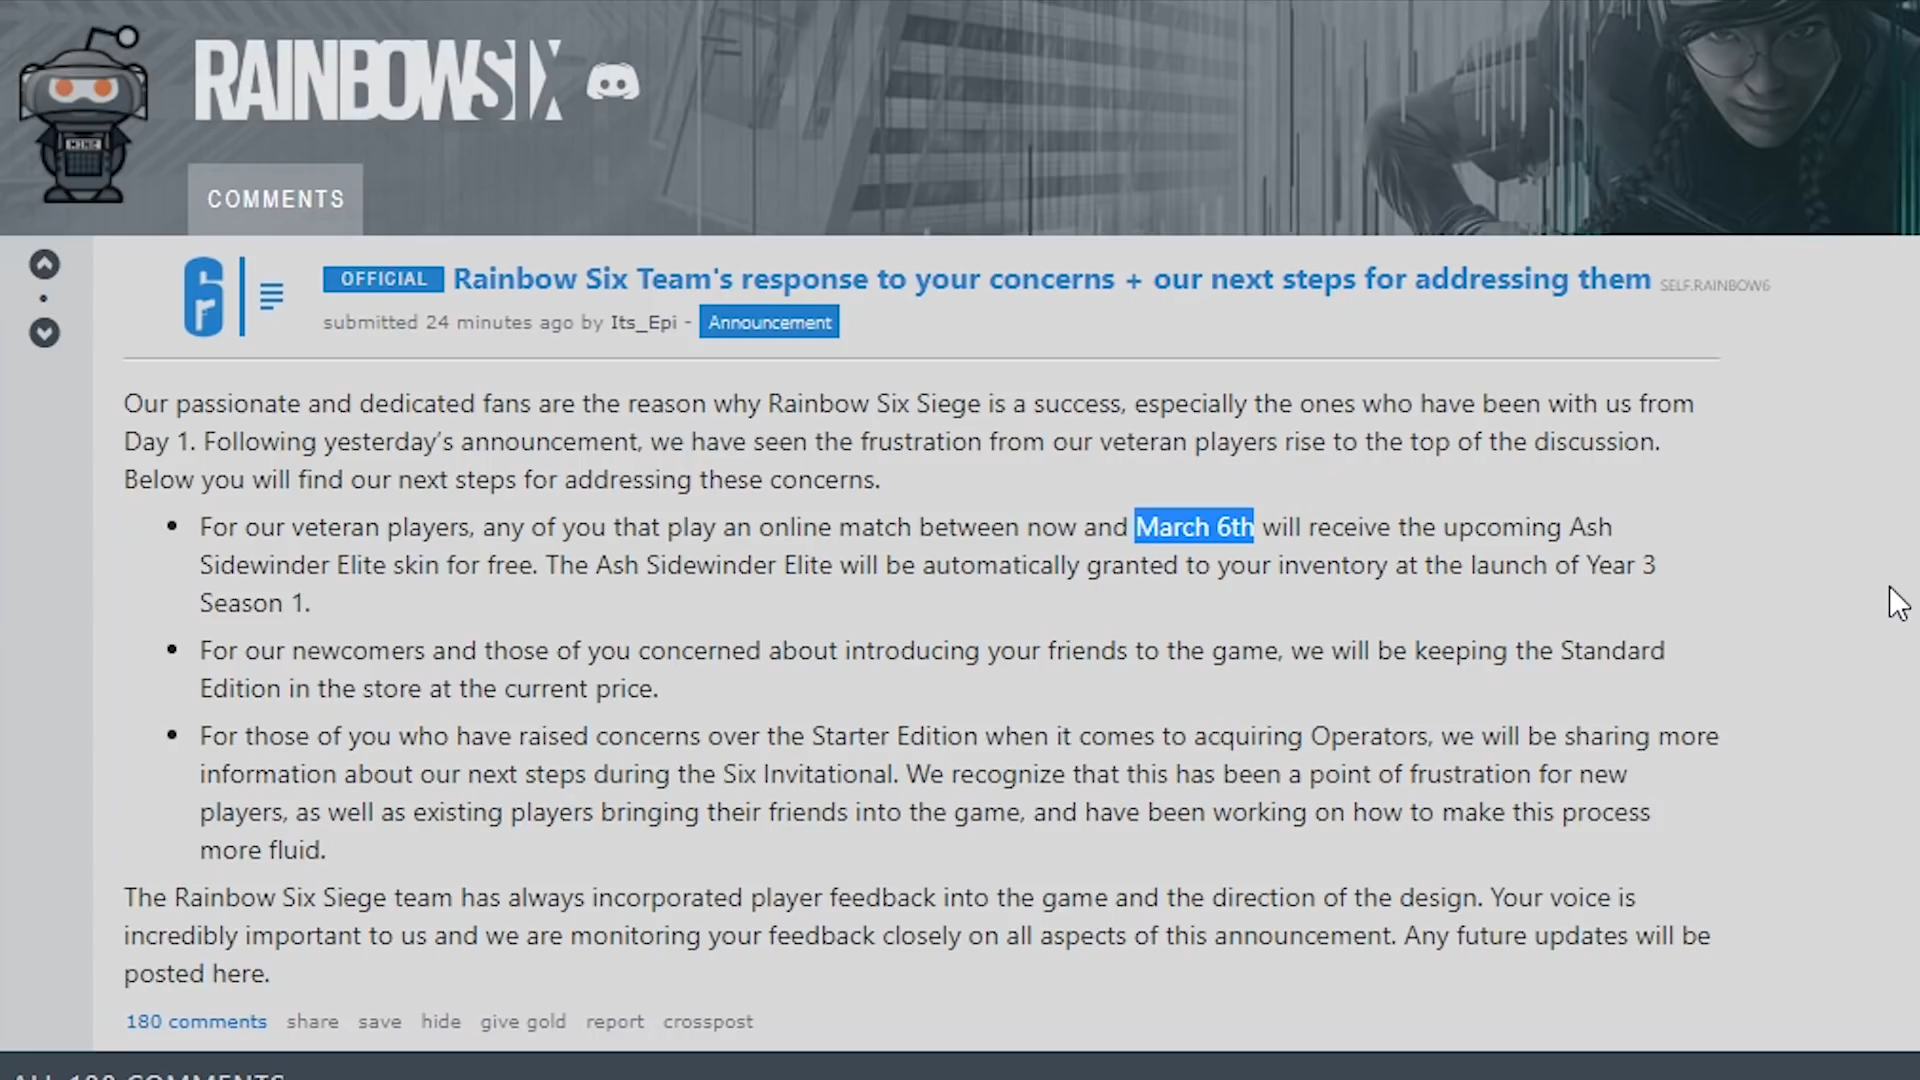 RAINBOWSIX
COMMENTS
OFFICIAL Rainbow Six Team's response to your concerns + our next steps for addressing them SELF.RAINBOW6
submitted 24 minutes ago by Its_Epi - Announcement
Our passionate and dedicated fans are the reason why Rainbow Six Siege is a success, especially the ones who have been with us from
Day 1. Following yesterday’s announcement, we have seen the frustration from our veteran players rise to the top of the discussion.
Below you will find our next steps for addressing these concerns.
• For our veteran players, any of you that play an online match between now and March 6th will receive the upcoming Ash
Sidewinder Elite skin for free. The Ash Sidewinder Elite will be automatically granted to your inventory at the launch of Year 3
Season 1.
• For our newcomers and those of you concerned about introducing your friends to the game, we will be keeping the Standard
Edition in the store at the current price.
• For those of you who have raised concerns over the Starter Edition when it comes to acquiring Operators, we will be sharing more
information about our next steps during the Six Invitational. We recognize that this has been a point of frustration for new
players, as well as existing players bringing their friends into the game, and have been working on how to make this process
more fluid.
The Rainbow Six Siege team has always incorporated player feedback into the game and the direction of the design. Your voice is
incredibly important to us and we are monitoring your feedback closely on all aspects of this announcement. Any future updates will be
posted here.
180 comments share save hide give gold report crosspost
ALL 180 COMMENTS